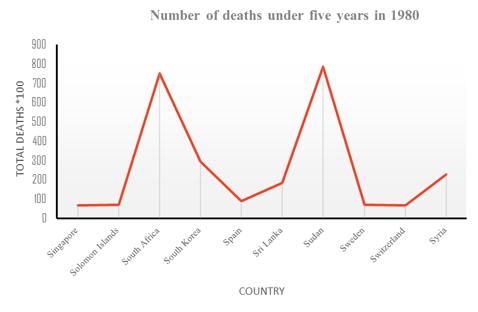 Number of deaths under five years in 1980
900
800
700
600
500
400
300
200
100
0
TOTAL DEATHS *100
Singapore
Solomen Islands
South Africa
South Korea
Spain
Sri Lanka
Sudan
Sweden
Switzerland
Syria
COUNTRY